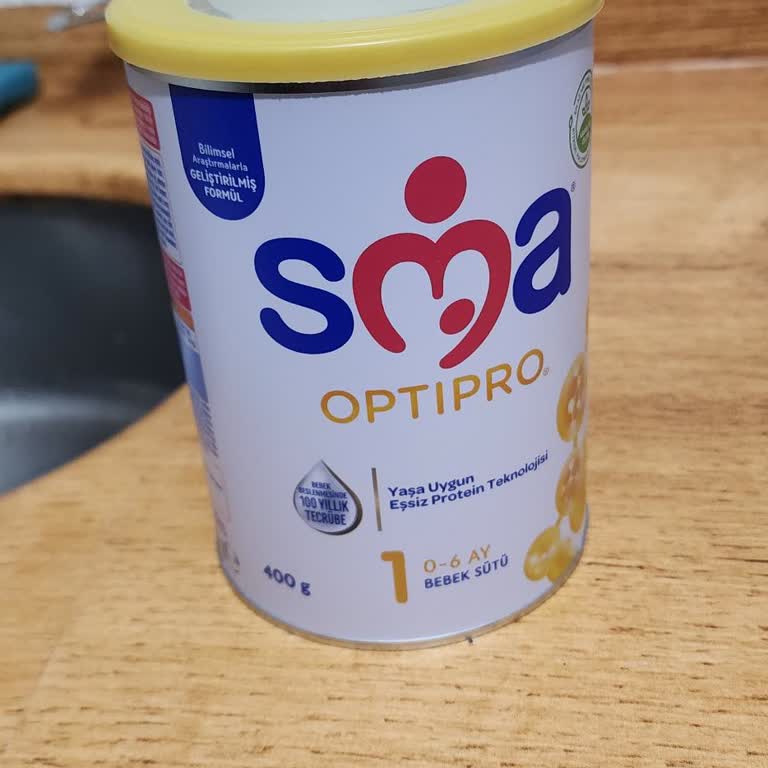 Bilimsel
Araştırmalarla
GELİŞTİRİLMİŞ
FORMÜL
sma
OPTIPRO
BEBEK
BESLENMESİNDE
100 YILLIK
TECRÜBE
Yaşa Uygun
Eşsiz Protein Teknolojisi
400 g
1
0-6 AY
BEBEK SÜTÜ